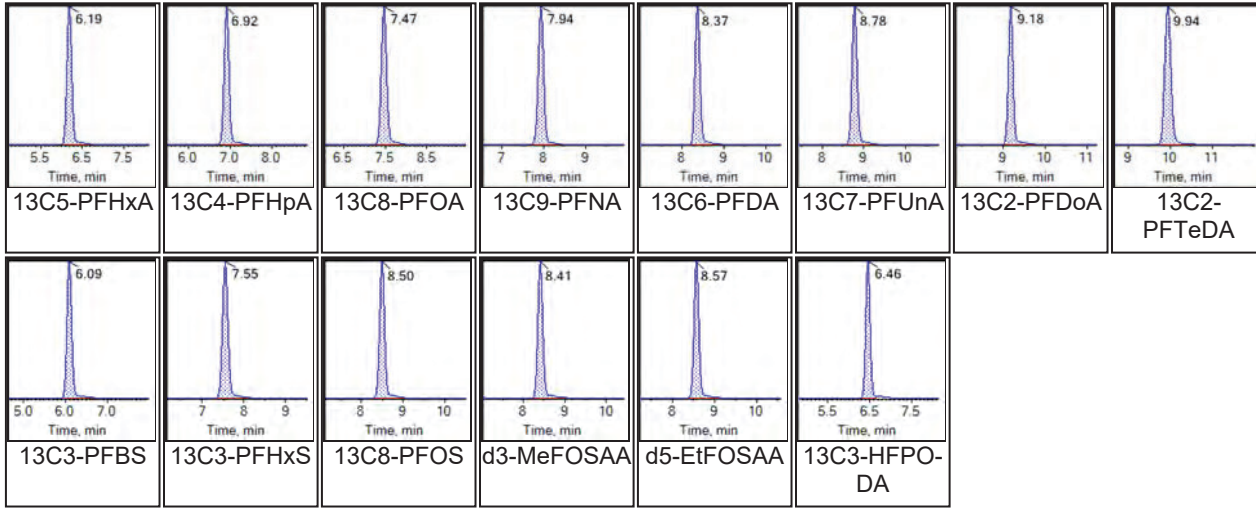 6.19
5.5 6.5 7.5
Time, min
13C5-PFHxA
6.92
6.0 7.0 8.0
Time, min
13C4-PFHpA
7.47
6.5 7.5 8.5
Time, min
13C8-PFOA
7.94
7 8 9
Time, min
13C9-PFNA
8.37
8 9 10
Time, min
13C6-PFDA
8.78
8 9 10
Time, min
13C7-PFUnA
9.18
9 10 11
Time, min
13C2-PFDoA
9.94
9 10 11
Time, min
13C2-
PFTeDA
6.09
5.0 6.0 7.0
Time, min
13C3-PFBS
7.55
7 8 9
Time, min
13C3-PFHxS
8.50
8 9 10
Time, min
13C8-PFOS
8.41
8 9 10
Time, min
d3-MeFOSAA
8.57
8 9 10
Time, min
d5-EtFOSAA
6.46
5.5 6.5 7.5
Time, min
13C3-HFPO-
DA